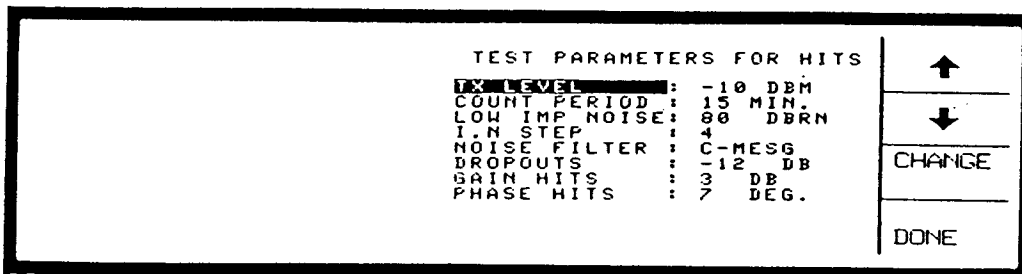 TEST PARAMETERS FOR HITS
TX LEVEL : -10 DBM
COUNT PERIOD : 15 MIN.
LOW IMP NOISE: 80 DBRN
I.N STEP : 4
NOISE FILTER : C-MESG
DROPOUTS : -12 DB
GAIN HITS : 3 DB
PHASE HITS : 7 DEG.
CHANGE
DONE